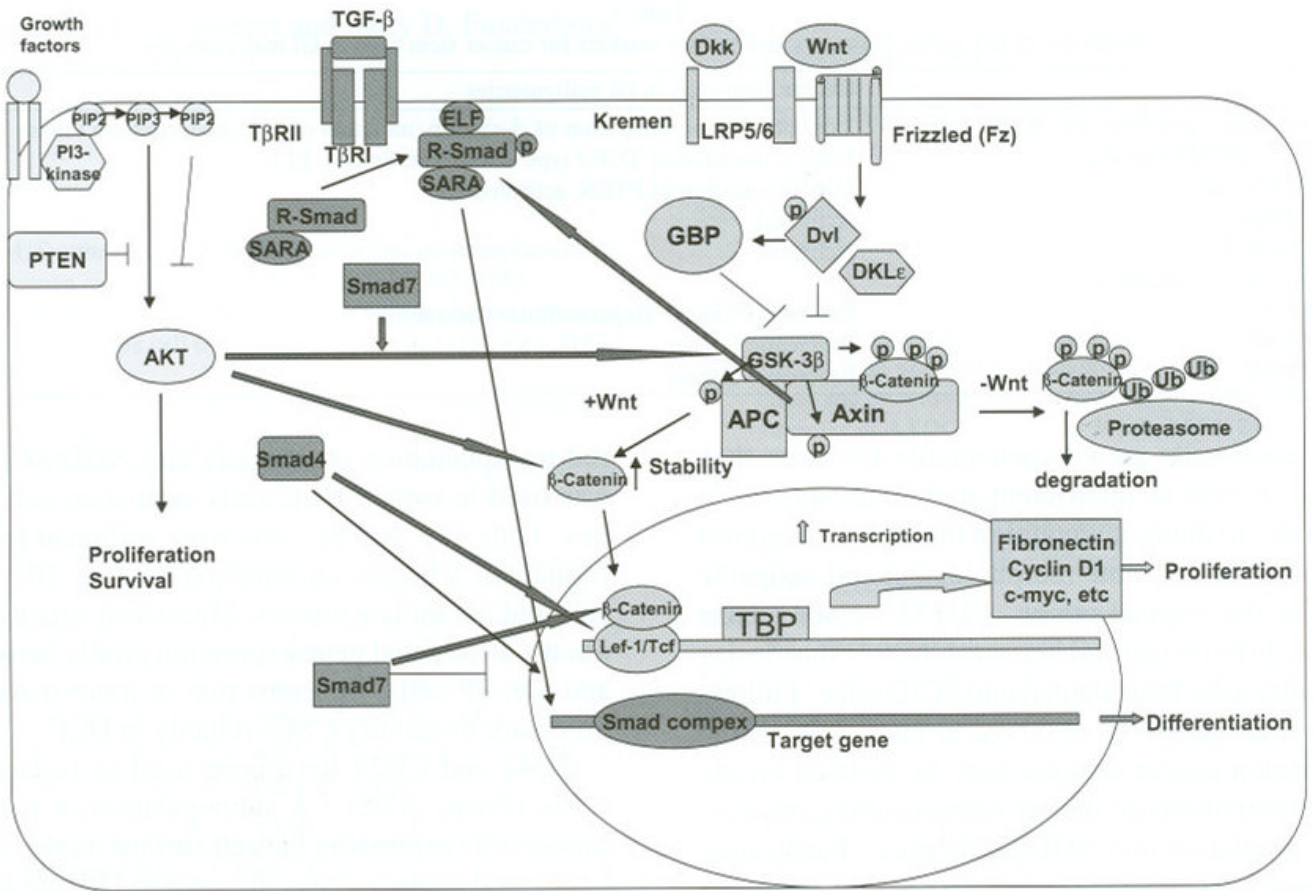 Growth
factors
TGF-β
Dkk
Wnt
PIP2
PIP3
PIP2
PI3-
kinase
TβRII
TβRI
ELF
R-Smad
p
SARA
Kremen
LRP5/6
Frizzled (Fz)
R-Smad
SARA
PTEN
Smad7
GBP
p
Dvl
DKLε
AKT
GSK-3β
p
p
p
β-Catenin
p
APC
Axin
p
+Wnt
-Wnt
p
p
p
β-Catenin
Ub
Ub
Ub
Proteasome
degradation
Smad4
β-Catenin
Stability
Proliferation
Survival
Transcription
Fibronectin
Cyclin D1
c-myc, etc
Proliferation
β-Catenin
Lef-1/Tcf
TBP
Smad7
Smad compex
Target gene
Differentiation